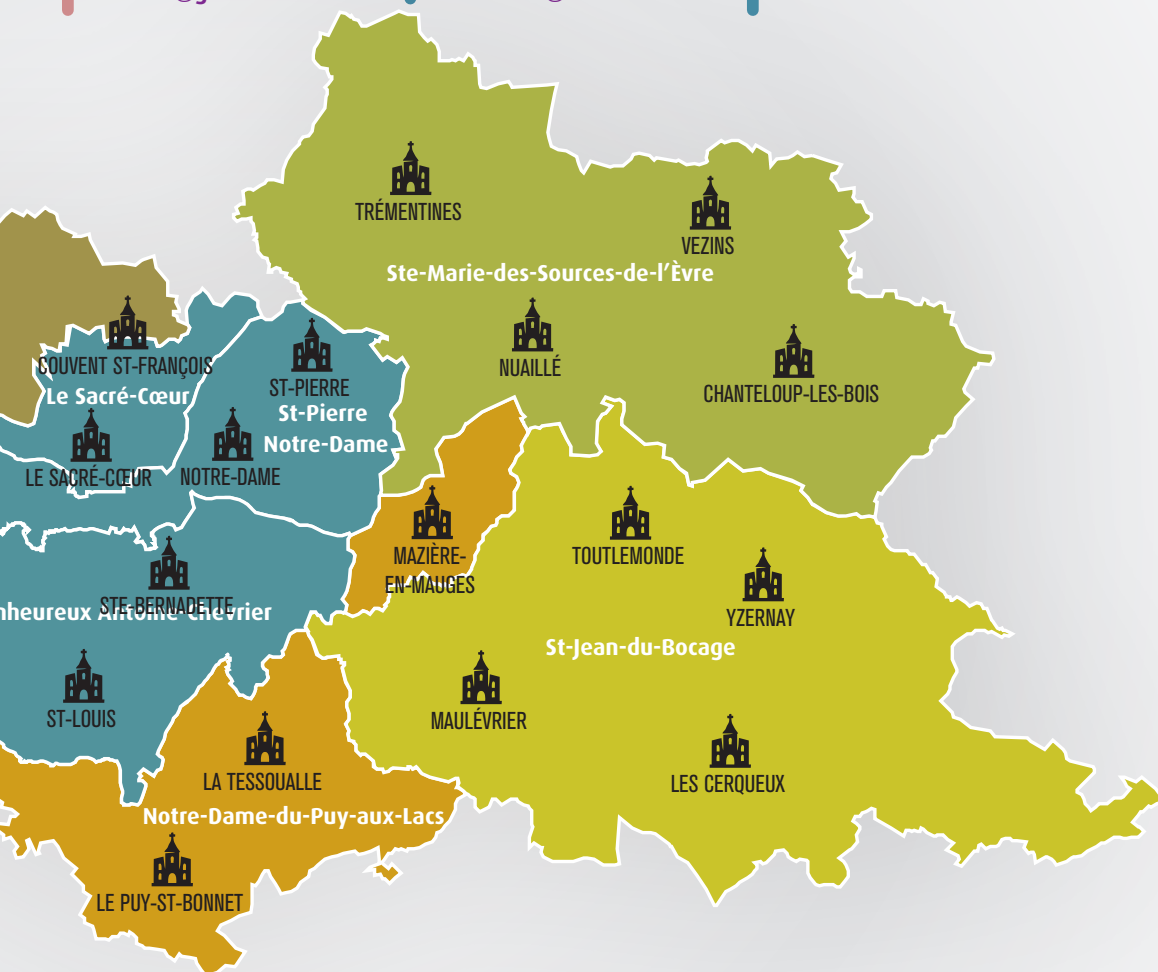 TRÉMENTINES
VEZINS
Ste-Marie-des-Sources-de-l'Èvre
COUVENT ST-FRANÇOIS
NUAILLÉ
ST-PIERRE
CHANTELOUP-LES-BOIS
Le Sacré-Cœur
St-Pierre
Notre-Dame
LE SACRÉ-CŒUR
NOTRE-DAME
MAZIÈRE-
EN-MAUGES
TOUTLEMONDE
STE-BERNADETTE
nheureux Antoine-Chevrier
YZERNAY
St-Jean-du-Bocage
ST-LOUIS
MAULÉVRIER
LA TESSOUALLE
LES CERQUEUX
Notre-Dame-du-Puy-aux-Lacs
LE PUY-ST-BONNET